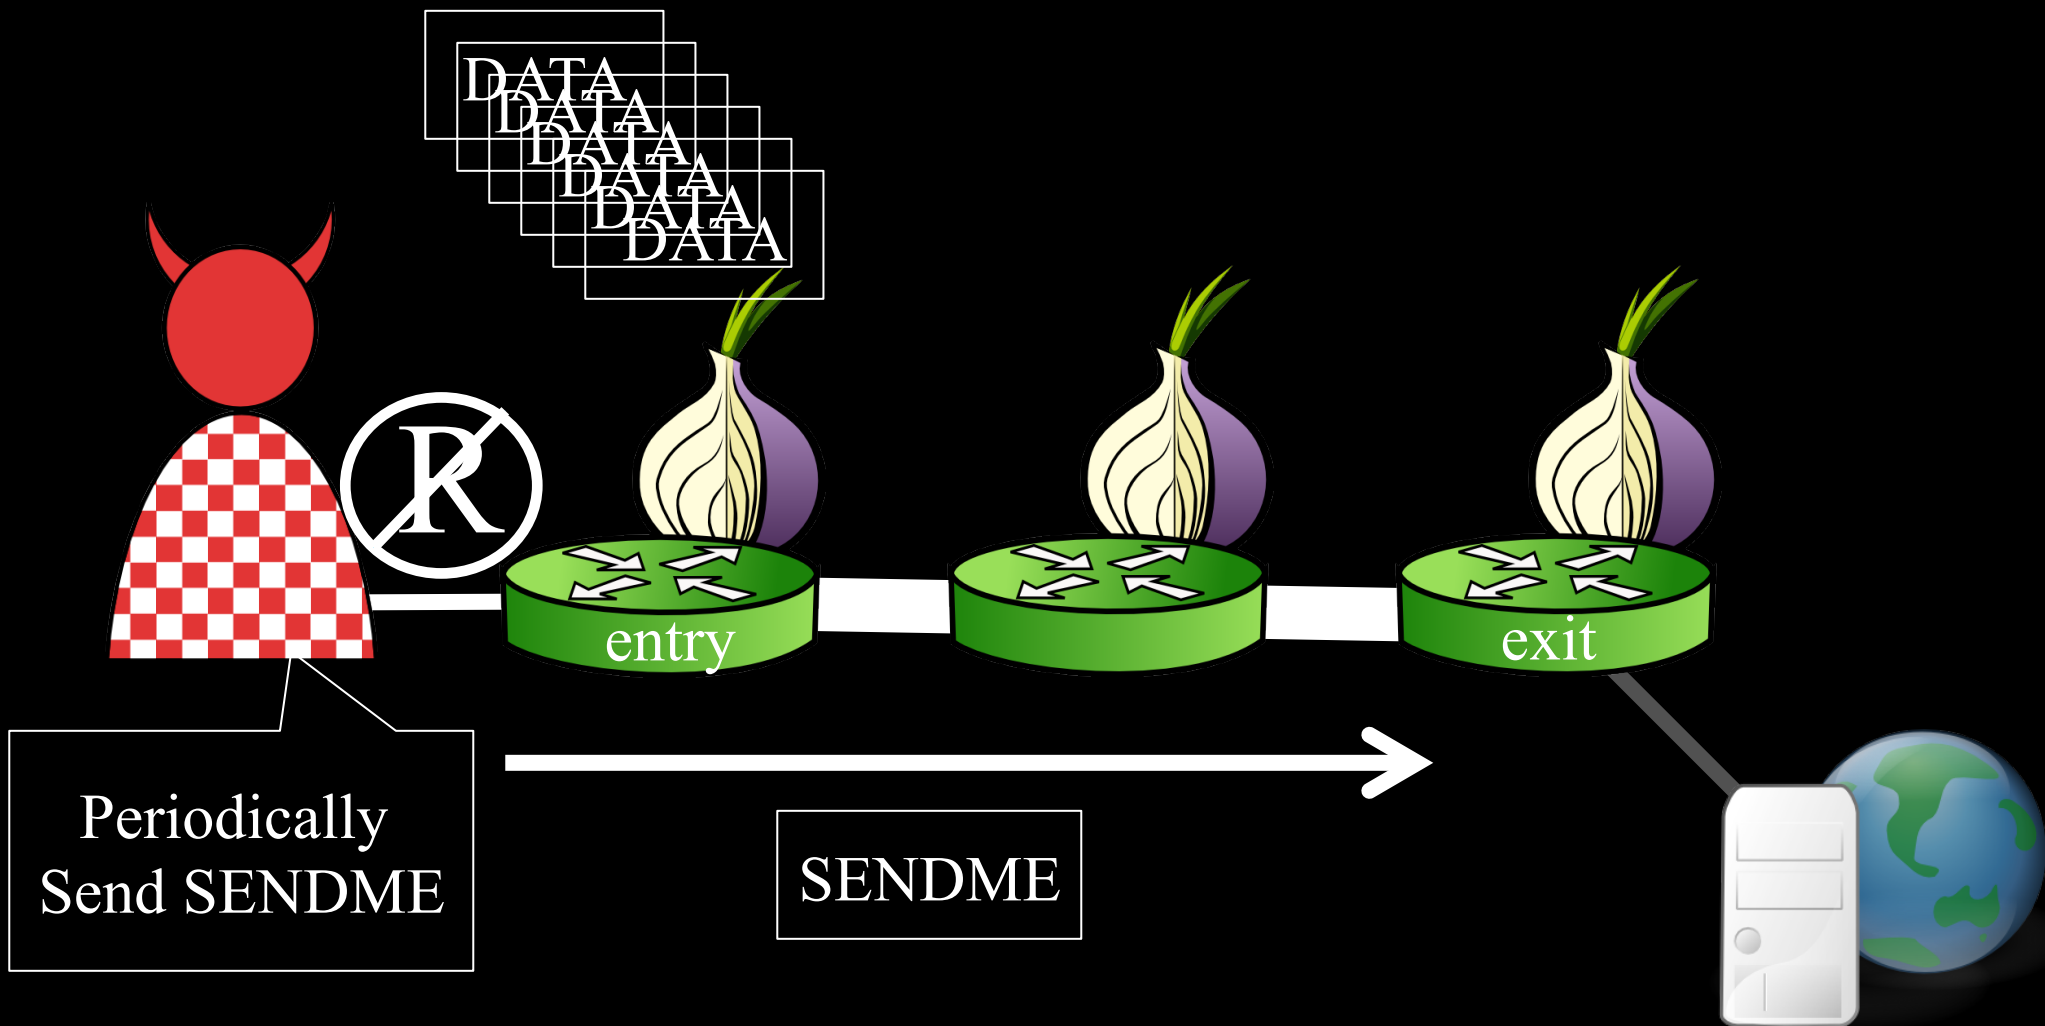 DATA
DATA
DATA
DATA
DATA
DATA
R
entry
exit
Periodically
Send SENDME
SENDME